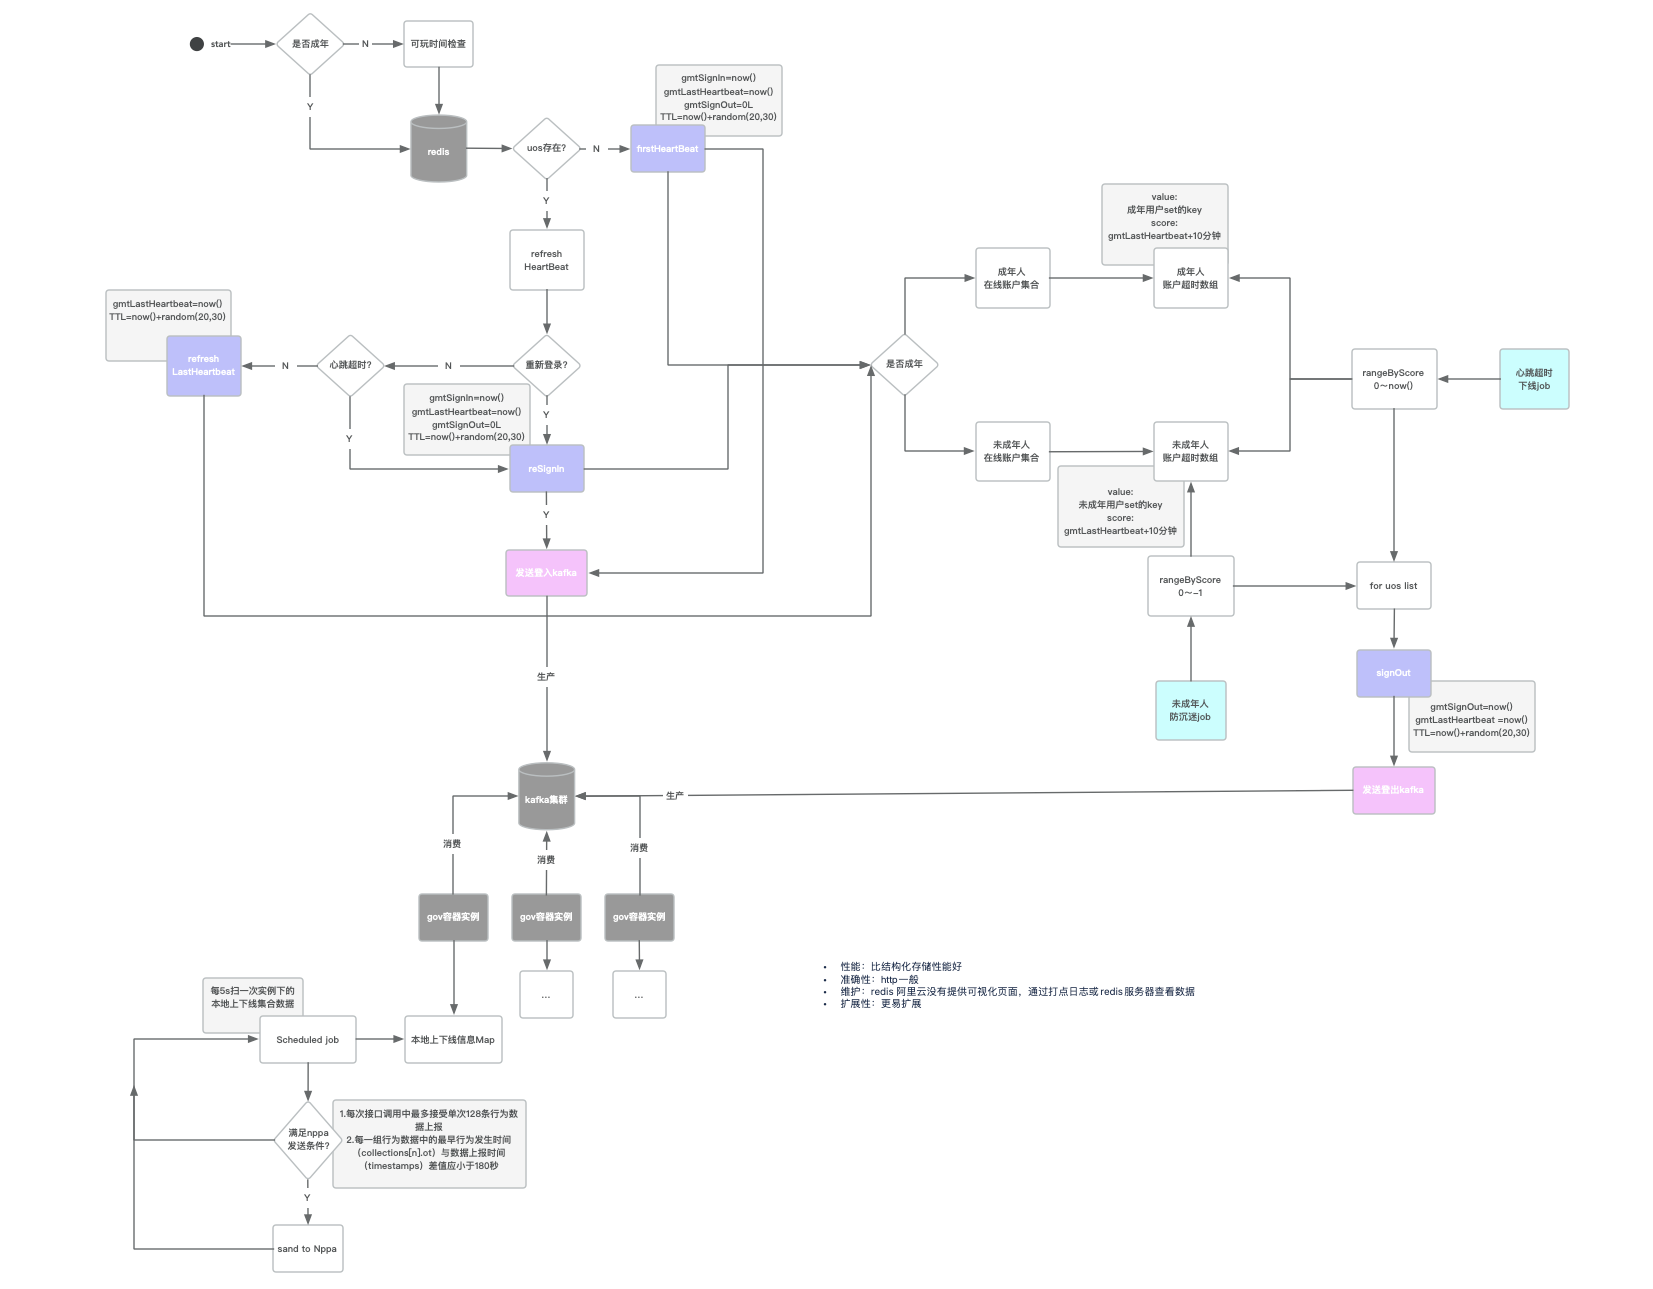 start
是否成年
N
可玩时间检查
Y
redis
uos存在?
N
firstHeartBeat
gmtSignIn=now()
gmtLastHeartbeat=now()
gmtSignOut=0L
TTL=now()+random(20,30)
Y
refresh
HeartBeat
重新登录?
N
心跳超时?
N
gmtLastHeartbeat=now()
TTL=now()+random(20,30)
refresh
LastHeartbeat
Y
Y
gmtSignIn=now()
gmtLastHeartbeat=now()
gmtSignOut=0L
TTL=now()+random(20,30)
reSignIn
Y
发送登入kafka
是否成年
成年人
在线账户集合
value:
成年用户set的key
score:
gmtLastHeartbeat+10分钟
成年人
账户超时数组
未成年人
在线账户集合
未成年人
账户超时数组
value:
未成年用户set的key
score:
gmtLastHeartbeat+10分钟
rangeByScore
0~now()
心跳超时
下线job
rangeByScore
0~-1
未成年人
防沉迷job
for uos list
signOut
gmtSignOut=now()
gmtLastHeartbeat =now()
TTL=now()+random(20,30)
发送登出kafka
生产
生产
kafka集群
消费
消费
消费
gov容器实例
gov容器实例
gov容器实例
...
...
本地上下线信息Map
每5s扫一次实例下的
本地上下线集合数据
Scheduled job
满足nppa
发送条件?
1.每次接口调用中最多接受单次128条行为数
据上报
2.每一组行为数据中的最早行为发生时间
（collections[n].ot）与数据上报时间
（timestamps）差值应小于180秒
Y
sand to Nppa
• 性能：比结构化存储性能好
• 准确性：http一般
• 维护：redis 阿里云没有提供可视化页面，通过打点日志或redis服务器查看数据
• 扩展性：更易扩展